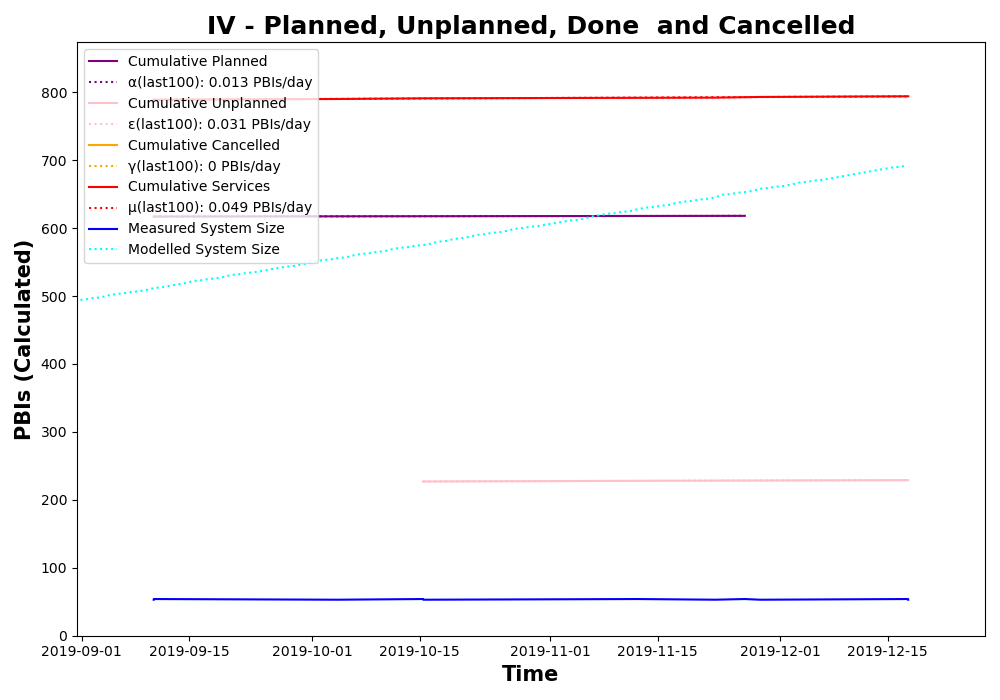 IV - Planned, Unplanned, Done  and Cancelled
Cumulative Planned
α(last100): 0.013 PBIs/day
Cumulative Unplanned
ε(last100): 0.031 PBIs/day
Cumulative Cancelled
γ(last100): 0 PBIs/day
Cumulative Services
μ(last100): 0.049 PBIs/day
Measured System Size
Modelled System Size
PBIs (Calculated)
800
700
600
500
400
300
200
100
0
2019-09-01 2019-09-15 2019-10-01 2019-10-15 2019-11-01 2019-11-15 2019-12-01 2019-12-15
Time